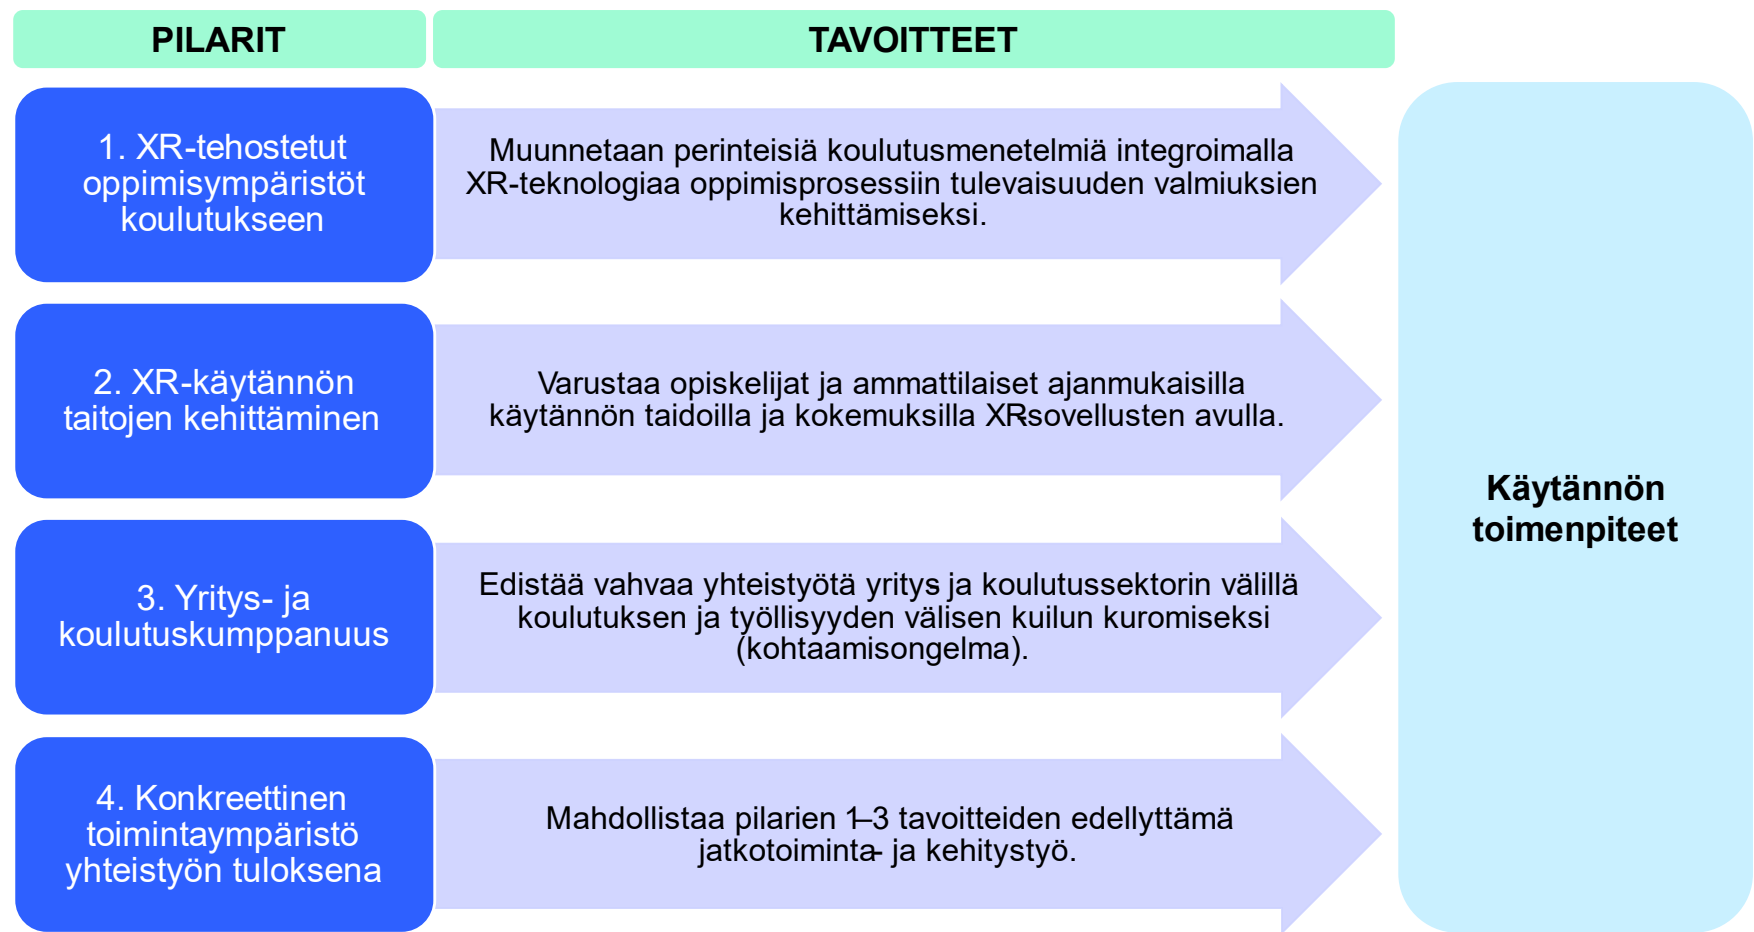 PILARIT
TAVOITTEET
1. XR-tehostetut
oppimisympäristöt
koulutukseen
Muunnetaan perinteisiä koulutusmenetelmiä integroimalla
XR-teknologiaa oppimisprosessiin tulevaisuuden valmiuksien
kehittämiseksi.
2. XR-käytännön
taitojen kehittäminen
Varustaa opiskelijat ja ammattilaiset ajanmukaisilla
käytännön taidoilla ja kokemuksilla XR-sovellusten avulla.
3. Yritys- ja
koulutuskumppanuus
Edistää vahvaa yhteistyötä yritys- ja koulutussektorin välillä
koulutuksen ja työllisyyden välisen kuilun kuromiseksi
(kohtaamisongelma).
4. Konkreettinen
toimintaympäristö
yhteistyön tuloksena
Mahdollistaa pilarien 1–3 tavoitteiden edellyttämä
jatkotoiminta- ja kehitystyö.
Käytännön
toimenpiteet